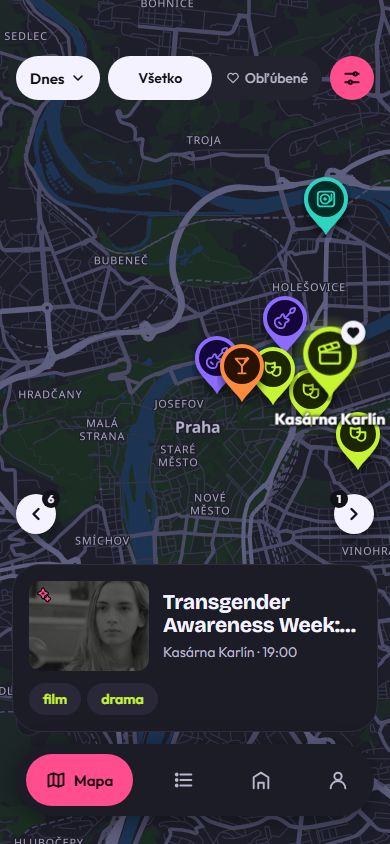 BOHNICE
SEDLEC
Dnes
Všetko
Obľúbené
TROJA
BUBENEČ
HOLEŠOVICE
HRADČANY
JOSEFOV
MALÁ
STRANA
Praha
Kasárna Karlín
STARÉ
MĚSTO
6
1
NOVÉ
MĚSTO
SMÍCHOV
VINOHRA
Transgender
Awareness Week:...
Kasárna Karlín · 19:00
film
drama
Mapa
HLUBOČEPY